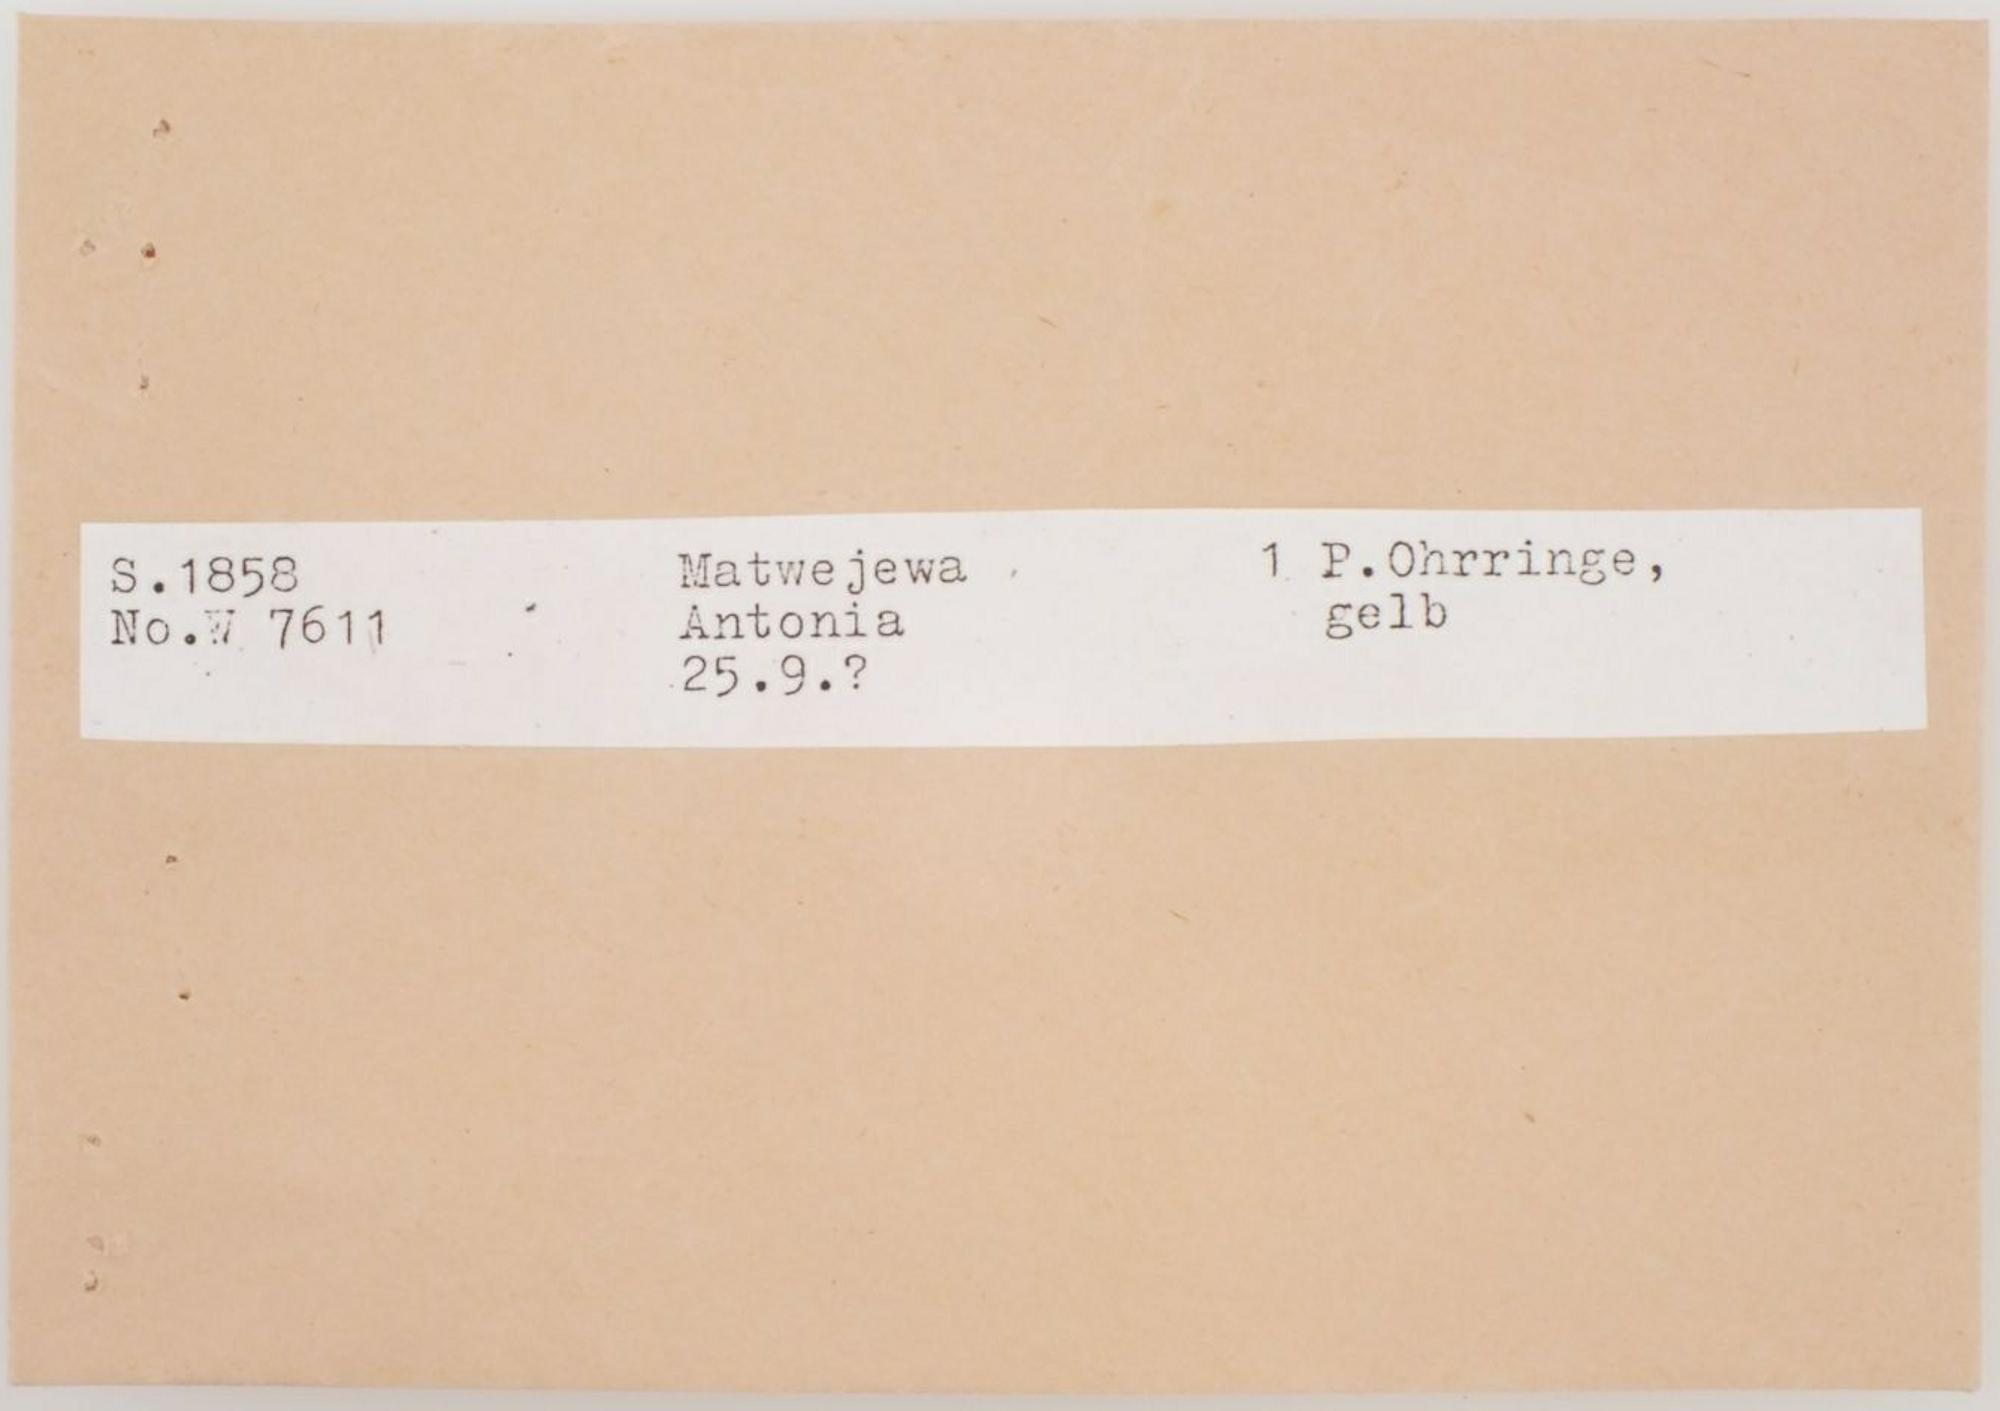 S.1858
No.W 7611
Matwejewa
Antonia
25.9.?
1 P.Ohrringe,
gelb